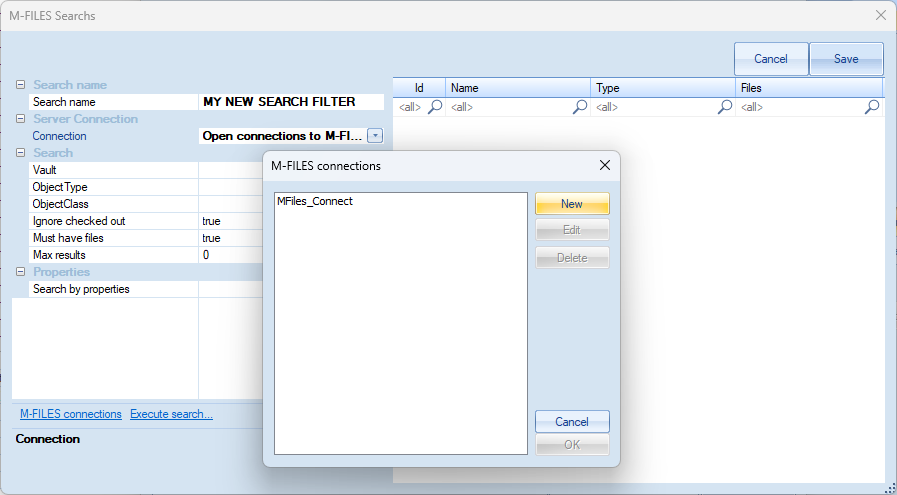 M-FILES Searchs
Cancel
Save
Search name
Search name MY NEW SEARCH FILTER
Server Connection
Connection Open connections to M-FI...
Search
Vault
ObjectType
ObjectClass
Ignore checked out true
Must have files true
Max results 0
Properties
Search by properties
M-FILES connections Execute search...
Connection
Id Name Type Files
<all> <all> <all> <all>
M-FILES connections
MFiles_Connect
New
Edit
Delete
Cancel
OK